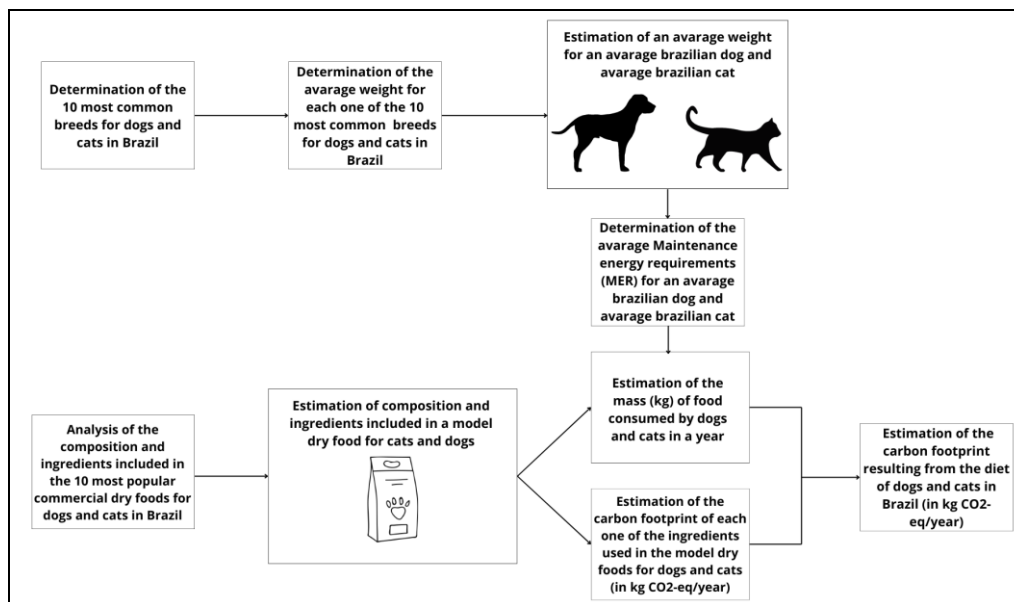 Determination of the
10 most common
breeds for dogs and
cats in Brazil
Determination of the
avarage weight for
each one of the 10
most common breeds
for dogs and cats in
Brazil
Estimation of an avarage weight
for an avarage brazilian dog and
avarage brazilian cat
Determination of the
avarage Maintenance
energy requirements
(MER) for an avarage
brazilian dog and
avarage brazilian cat
Analysis of the
composition and
ingredients included in
the 10 most popular
commercial dry foods for
dogs and cats in Brazil
Estimation of composition and
ingredients included in a model
dry food for cats and dogs
Estimation of the
mass (kg) of food
consumed by dogs
and cats in a year
Estimation of the
carbon footprint of each
one of the ingredients
used in the model dry
foods for dogs and cats
(in kg CO2-eq/year)
Estimation of the
carbon footprint
resulting from the diet
of dogs and cats in
Brazil (in kg CO2-
eq/year)